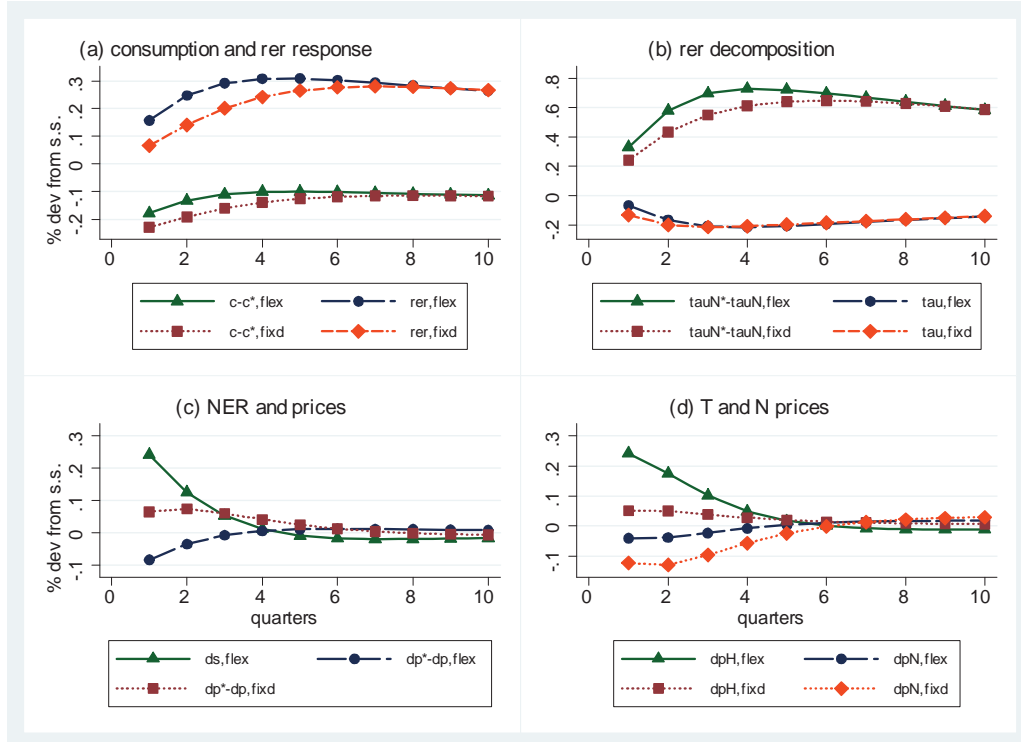 (a) consumption and rer response
% dev from s.s.
.3
.2
.1
0
-.1
-.2
0 2 4 6 8 10
c-c*,flex rer,flex
c-c*,fixd rer,fixd
(b) rer decomposition
.8
.6
.4
.2
0
-.2
0 2 4 6 8 10
tauN*-tauN,flex tau,flex
tauN*-tauN,fixd tau,fixd
(c) NER and prices
% dev from s.s.
.3
.2
.1
0
-.1
0 2 4 6 8 10
quarters
ds,flex dp*-dp,flex
dp*-dp,fixd
(d) T and N prices
.3
.2
.1
0
-.1
0 2 4 6 8 10
quarters
dpH,flex dpN,flex
dpH,fixd dpN,fixd